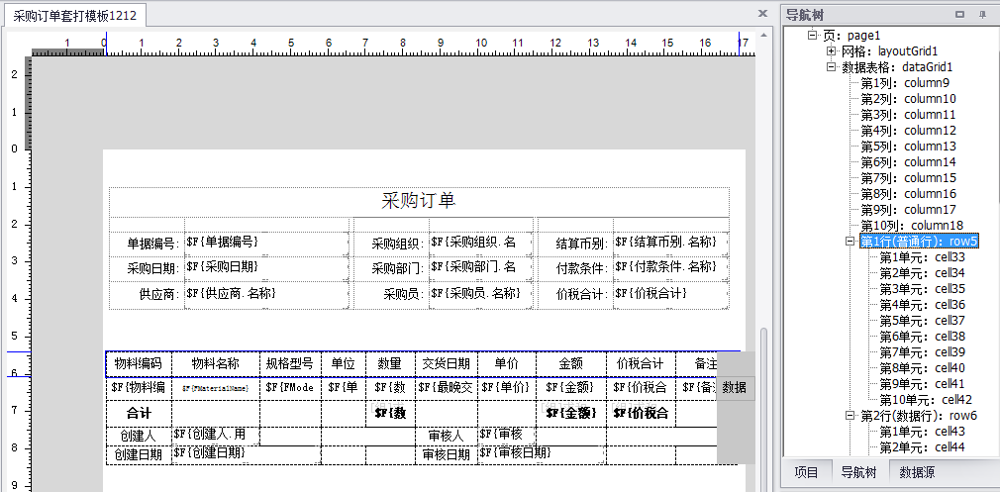 采购订单套打模板1212
1 0 1 2 3 4 5 6 7 8 9 10 11 12 13 14 15 16 17
2
1
0
1
2
3
4
5
6
7
8
9
采购订单
单据编号: $F{单据编号} 采购组织: $F{采购组织.名 结算币别: $F{结算币别.名称}
采购日期: $F{采购日期} 采购部门: $F{采购部门.名 付款条件: $F{付款条件.名称}
供应商: $F{供应商.名称} 采购员: $F{采购员.名称} 价税合计: $F{价税合计}
物料编码 物料名称 规格型号 单位 数量 交货日期 单价 金额 价税合计 备注
$F{物料编 $F{FMaterialName} $F{FMode $F{单 $F{数 $F{最晚交 $F{单价} $F{金额} $F{价税合 $F{备注 数据
合计 $F{数 $F{金额} $F{价税合
创建人 $F{创建人.用 审核人 $F{审核
创建日期 $F{创建日期} 审核日期 $F{审核日期}
导航树
页: page1
网格: layoutGrid1
数据表格: dataGrid1
第1列: column9
第2列: column10
第3列: column11
第4列: column12
第5列: column13
第6列: column14
第7列: column15
第8列: column16
第9列: column17
第10列: column18
第1行(普通行): row5
第1单元: cell33
第2单元: cell34
第3单元: cell35
第4单元: cell36
第5单元: cell37
第6单元: cell38
第7单元: cell39
第8单元: cell40
第9单元: cell41
第10单元: cell42
第2行(数据行): row6
第1单元: cell43
第2单元: cell44
项目 导航树 数据源